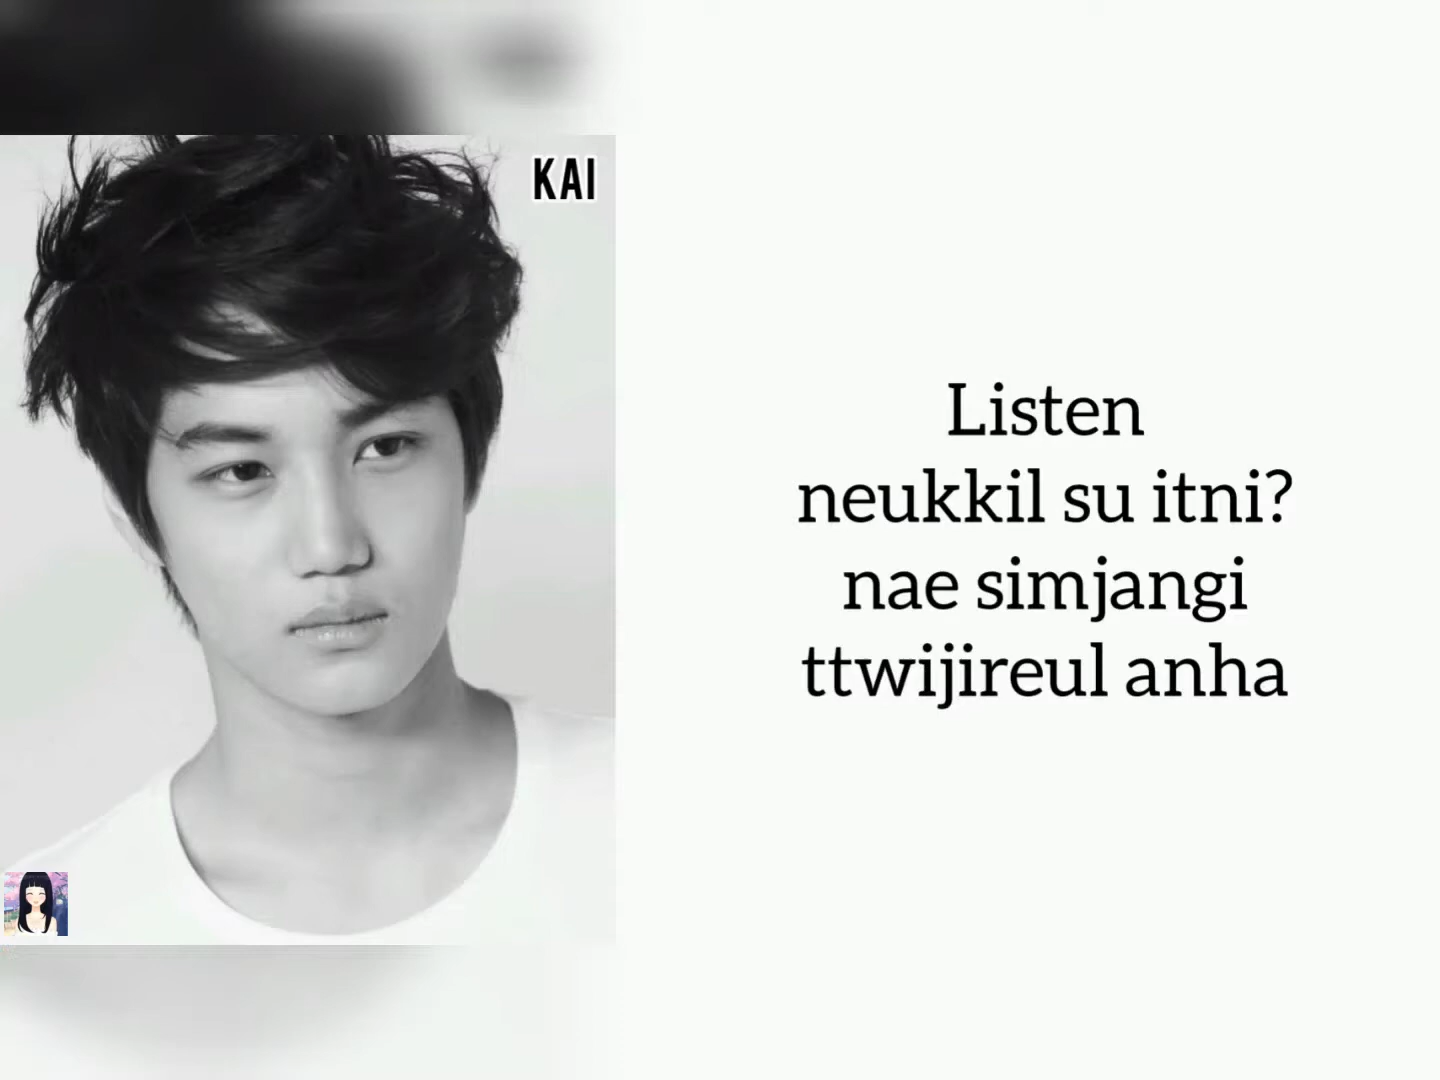 KAI
Listen
neukkil su itni?
nae simjangi
ttwijireul anha